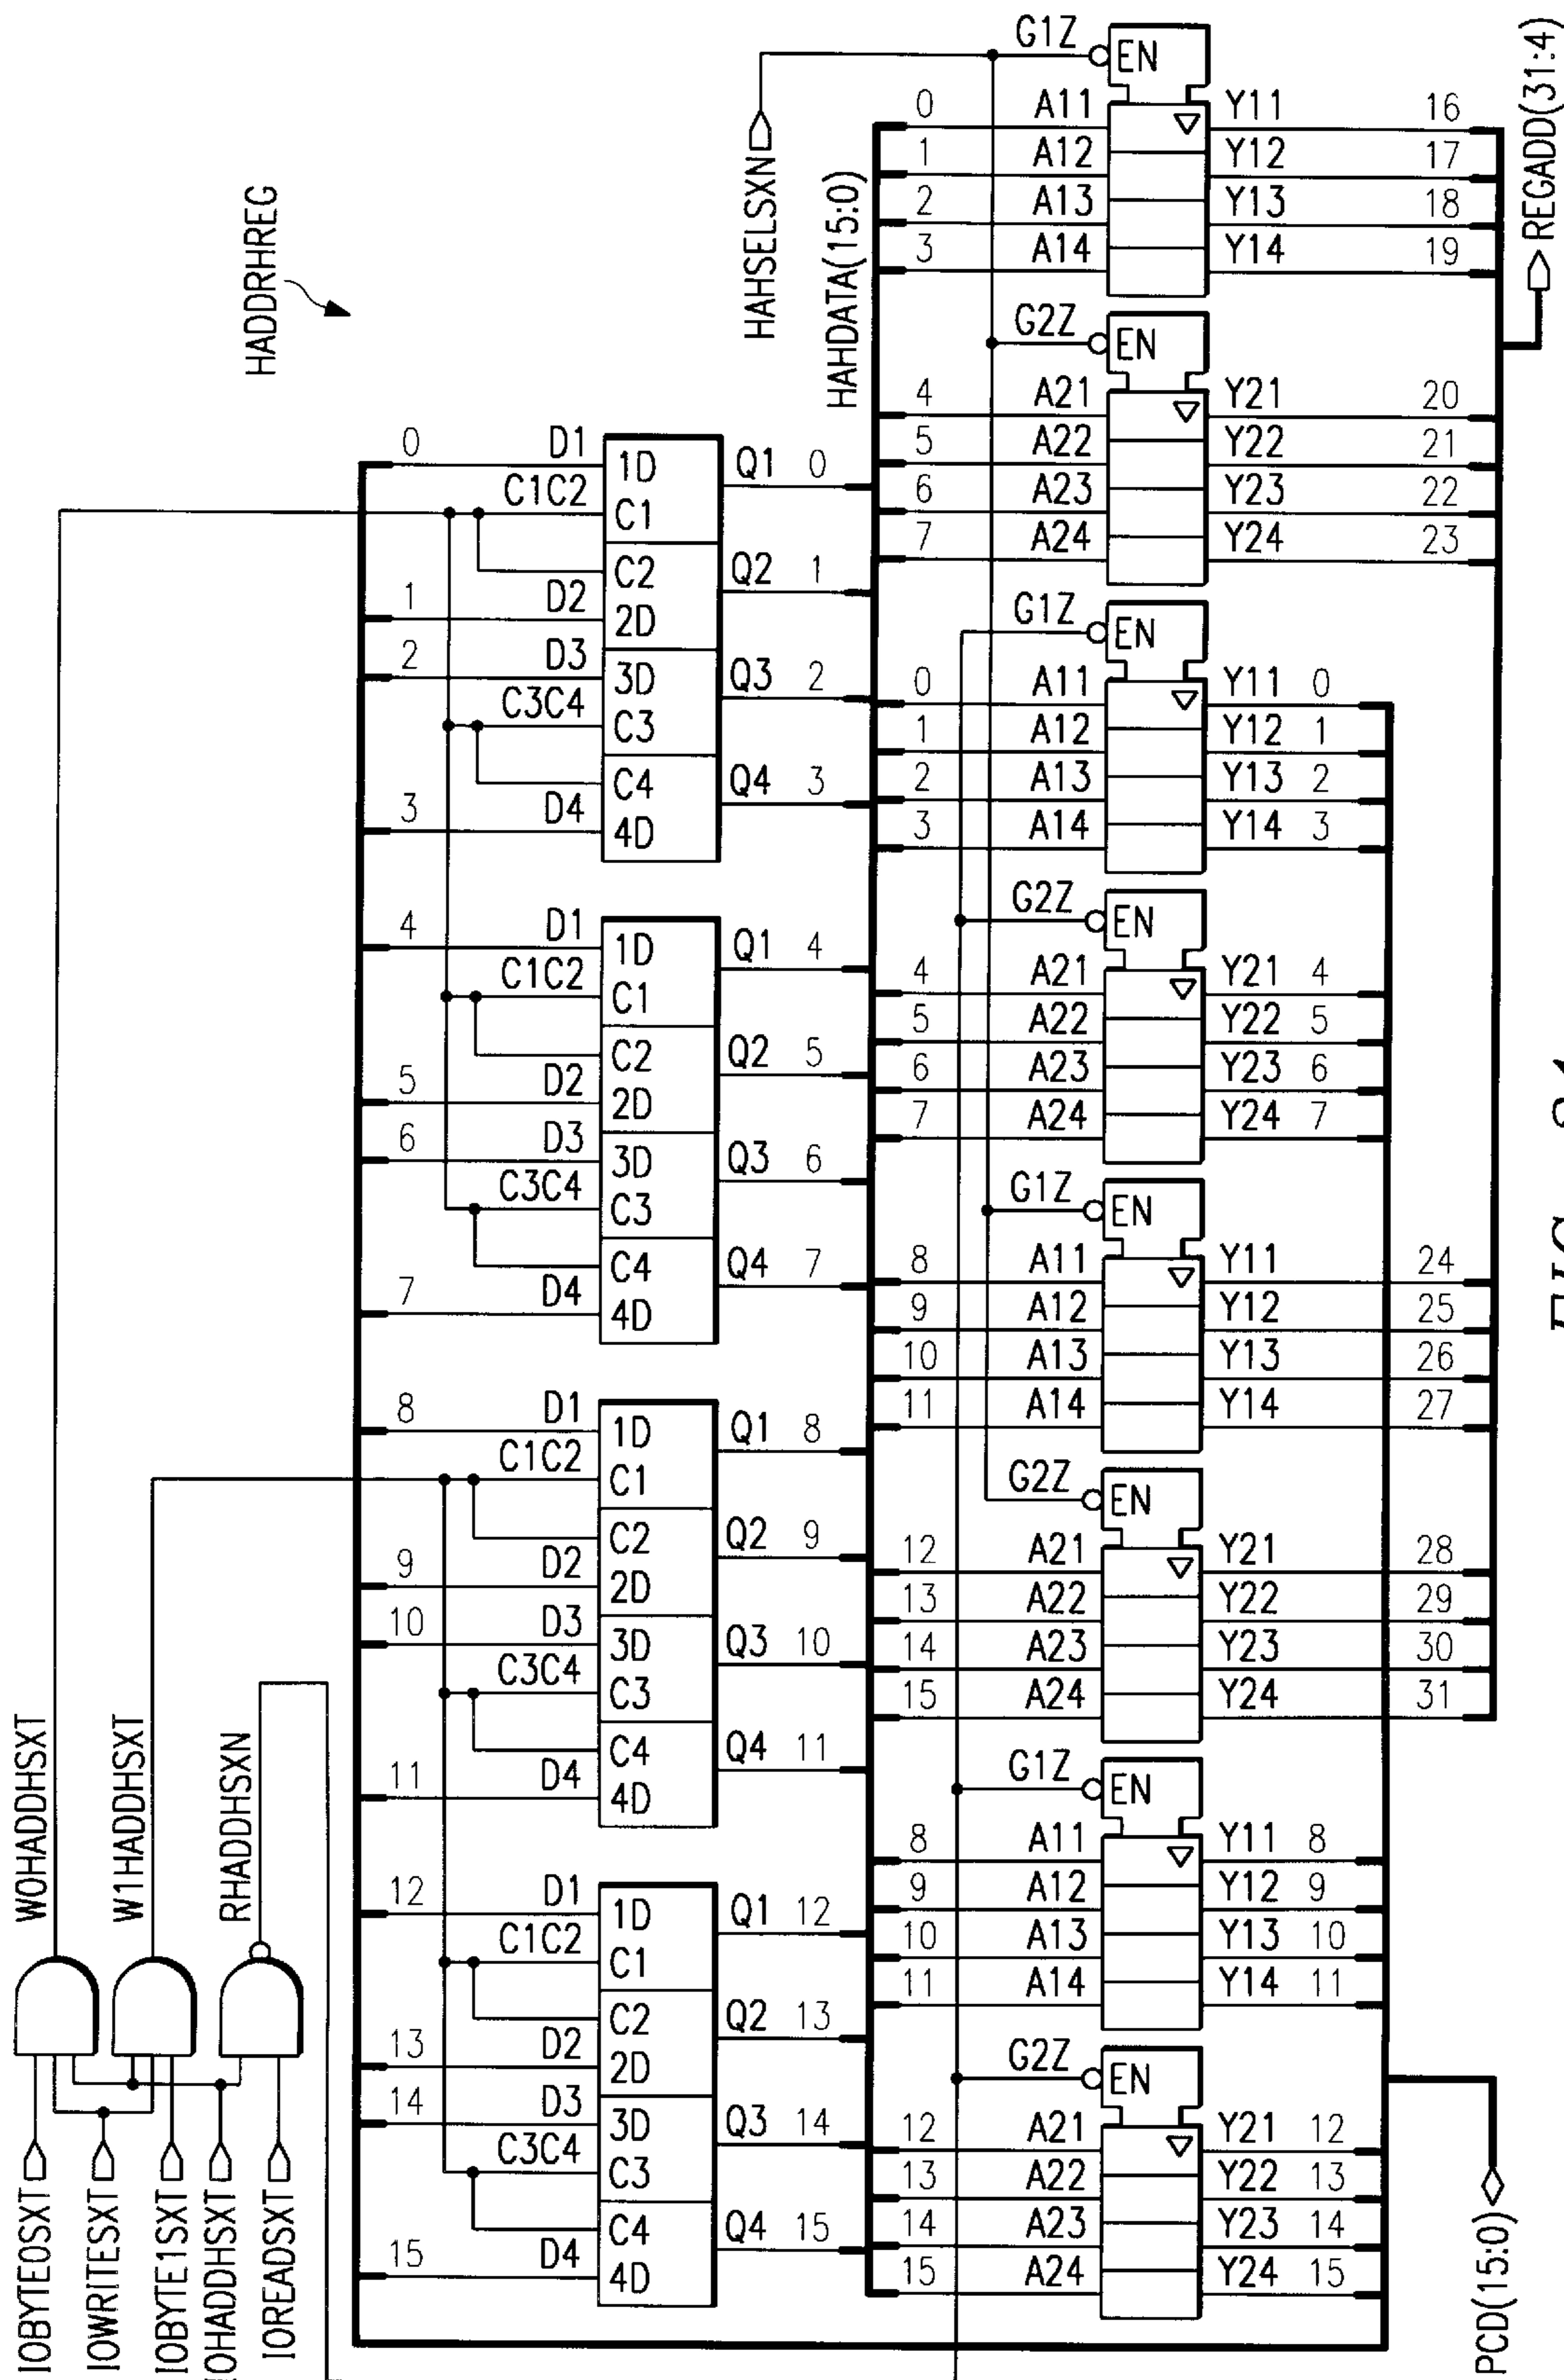 G1Z
EN
HAHSELSXN
HADDRHREG
HAHDATA(15:0)
0 A11 Y11 16
1 A12 Y12 17
2 A13 Y13 18
3 A14 Y14 19
REGADD(31:4)
G2Z
EN
4 A21 Y21 20
5 A22 Y22 21
6 A23 Y23 22
7 A24 Y24 23
0 D1 1D Q1 0
C1C2 C1
C2 Q2 1
1 D2 2D
2 D3 3D Q3 2
C3C4 C3
C4 Q4 3
3 D4 4D
G1Z
EN
0 A11 Y11 0
1 A12 Y12 1
2 A13 Y13 2
3 A14 Y14 3
4 D1 1D Q1 4
C1C2 C1
C2 Q2 5
5 D2 2D
6 D3 3D Q3 6
C3C4 C3
C4 Q4 7
7 D4 4D
G2Z
EN
4 A21 Y21 4
5 A22 Y22 5
6 A23 Y23 6
7 A24 Y24 7
G1Z
EN
8 A11 Y11 24
9 A12 Y12 25
10 A13 Y13 26
11 A14 Y14 27
8 D1 1D Q1 8
C1C2 C1
C2 Q2 9
9 D2 2D
10 D3 3D Q3 10
C3C4 C3
C4 Q4 11
11 D4 4D
G2Z
EN
12 A21 Y21 28
13 A22 Y22 29
14 A23 Y23 30
15 A24 Y24 31
W0HADDHSXT
W1HADDHSXT
RHADDHSXN
G1Z
EN
8 A11 Y11 8
9 A12 Y12 9
10 A13 Y13 10
11 A14 Y14 11
12 D1 1D Q1 12
C1C2 C1
C2 Q2 13
13 D2 2D
14 D3 3D Q3 14
C3C4 C3
C4 Q4 15
15 D4 4D
G2Z
EN
12 A21 Y21 12
13 A22 Y22 13
14 A23 Y23 14
15 A24 Y24 15
IOBYTE0SXT
IOWRITESXT
IOBYTE1SXT
IOHADDHSXT
IOREADSXT
PCD(15:0)